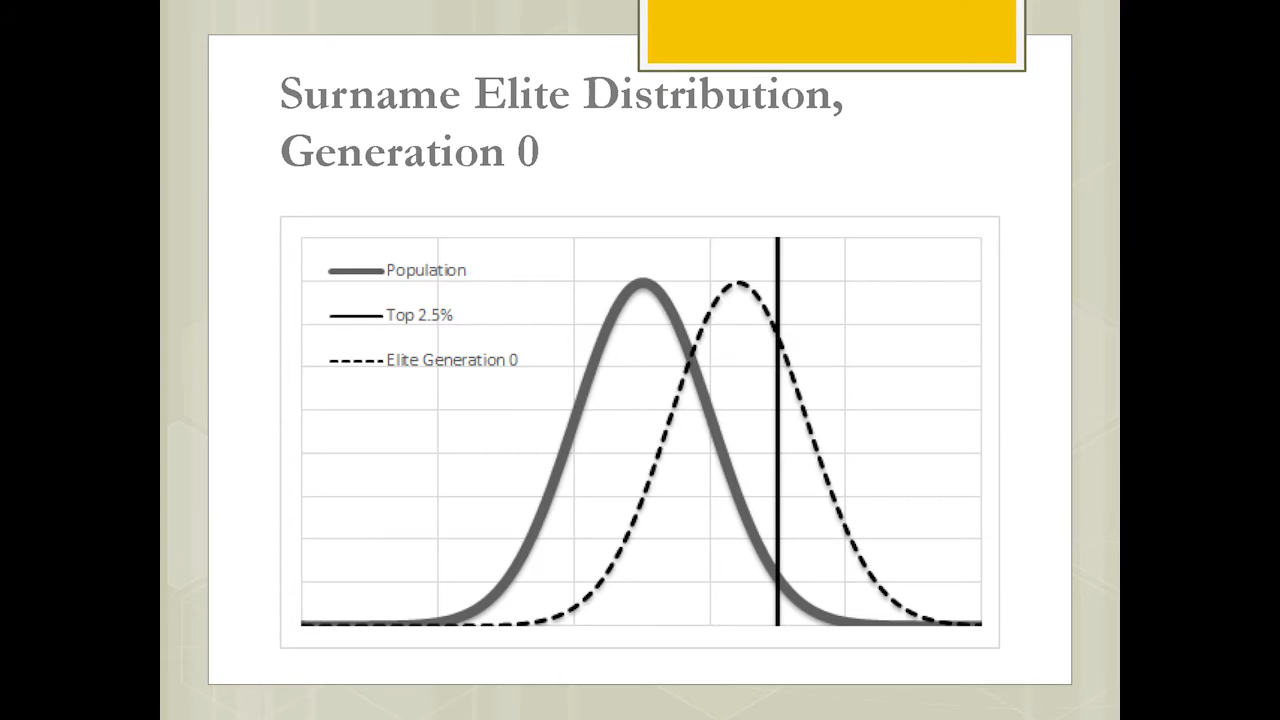 Surname Elite Distribution,
Generation 0
Population
Top 2.5%
Elite Generation 0